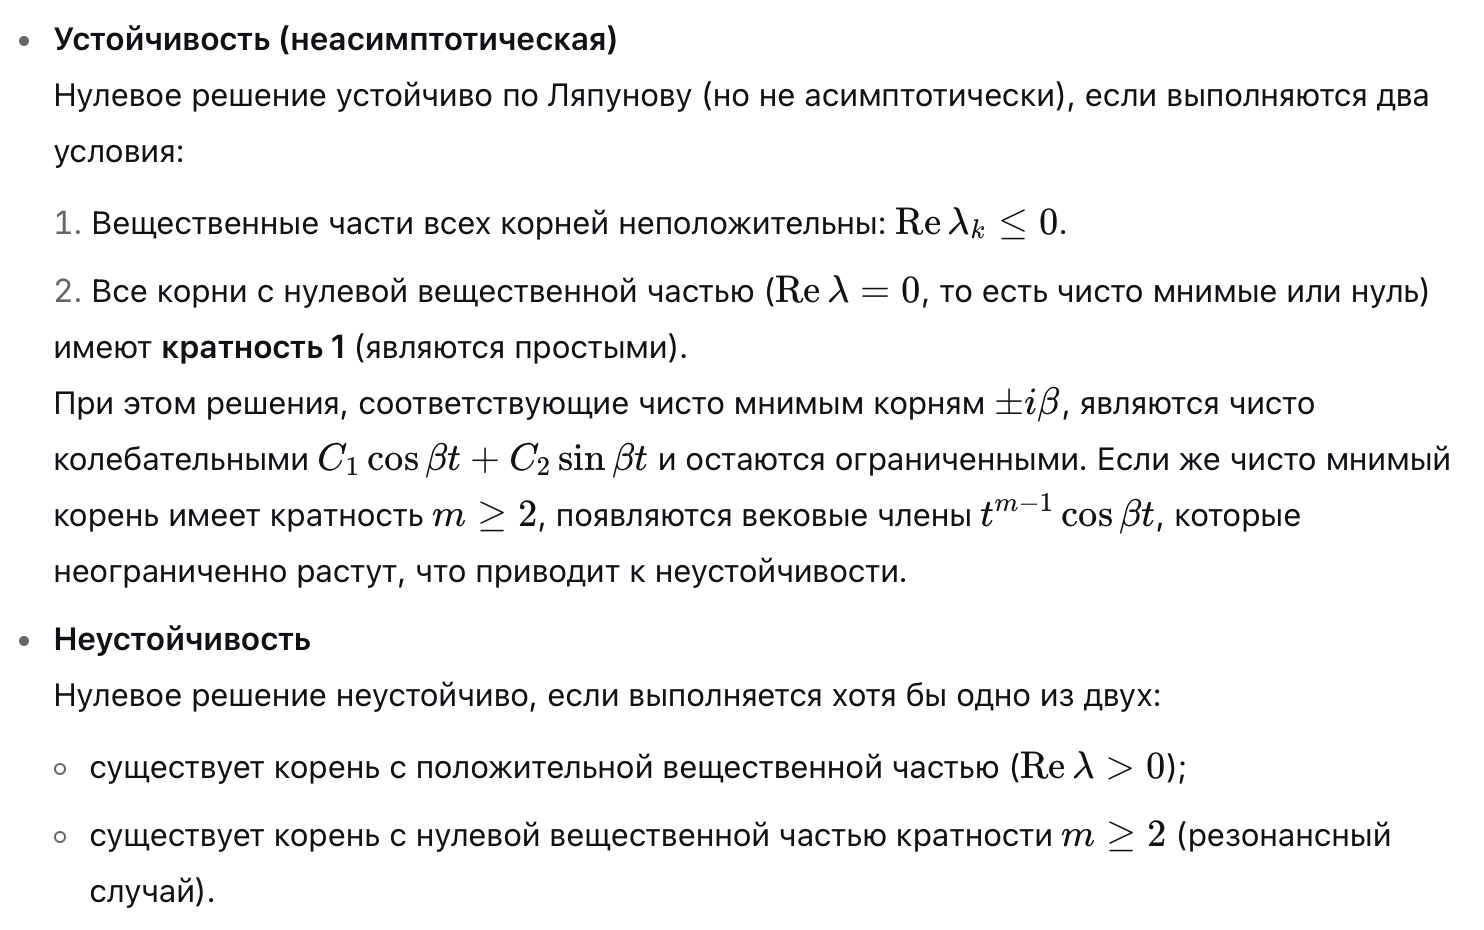 • Устойчивость (неасимптотическая)
Нулевое решение устойчиво по Ляпунову (но не асимптотически), если выполняются два
условия:
1. Вещественные части всех корней неположительны: Re λₖ ≤ 0.
2. Все корни с нулевой вещественной частью (Re λ = 0, то есть чисто мнимые или нуль)
имеют кратность 1 (являются простыми).
При этом решения, соответствующие чисто мнимым корням ±iβ, являются чисто
колебательными C₁ cos βt + C₂ sin βt и остаются ограниченными. Если же чисто мнимый
корень имеет кратность m ≥ 2, появляются вековые члены tᵐ⁻¹ cos βt, которые
неограниченно растут, что приводит к неустойчивости.
• Неустойчивость
Нулевое решение неустойчиво, если выполняется хотя бы одно из двух:
◦ существует корень с положительной вещественной частью (Re λ > 0);
◦ существует корень с нулевой вещественной частью кратности m ≥ 2 (резонансный
случай).